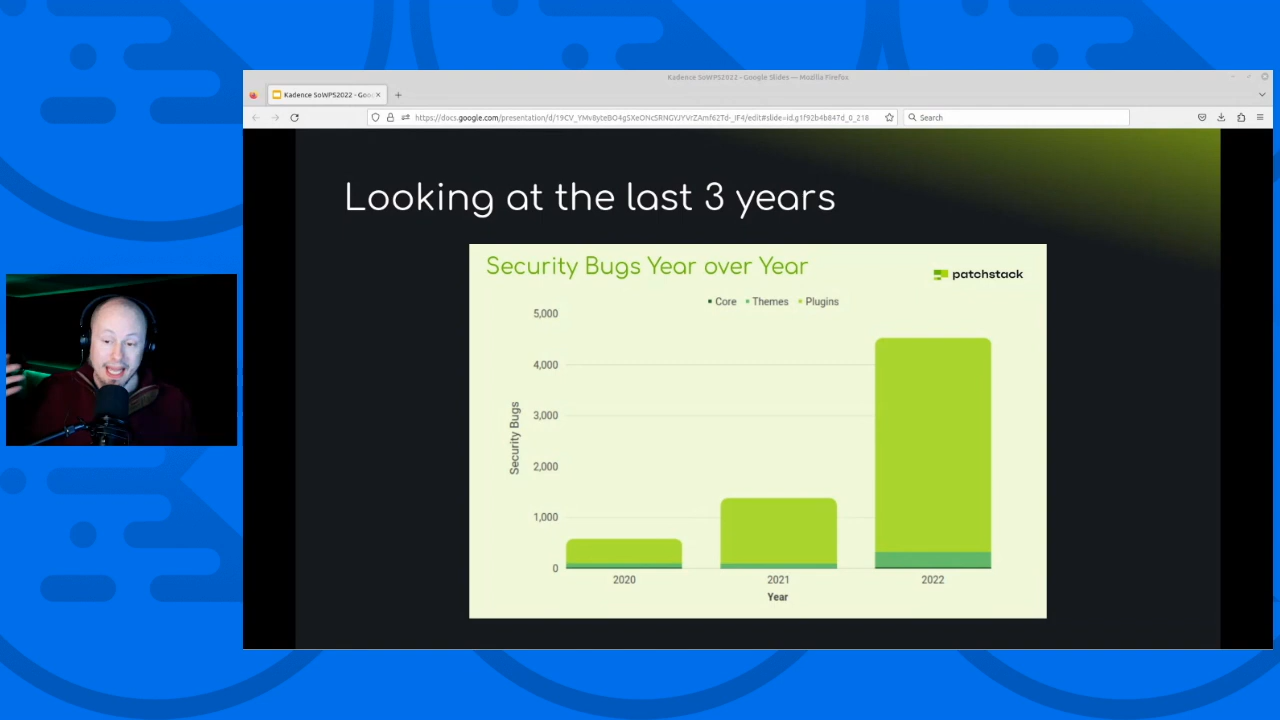 Kadence SoWPS2022 - Google Slides — Mozilla Firefox
Kadence SoWPS2022 - Goo
Search
Looking at the last 3 years
Security Bugs Year over Year
patchstack
Core Themes Plugins
5,000
4,000
3,000
2,000
1,000
0
Security Bugs
2020 2021 2022
Year